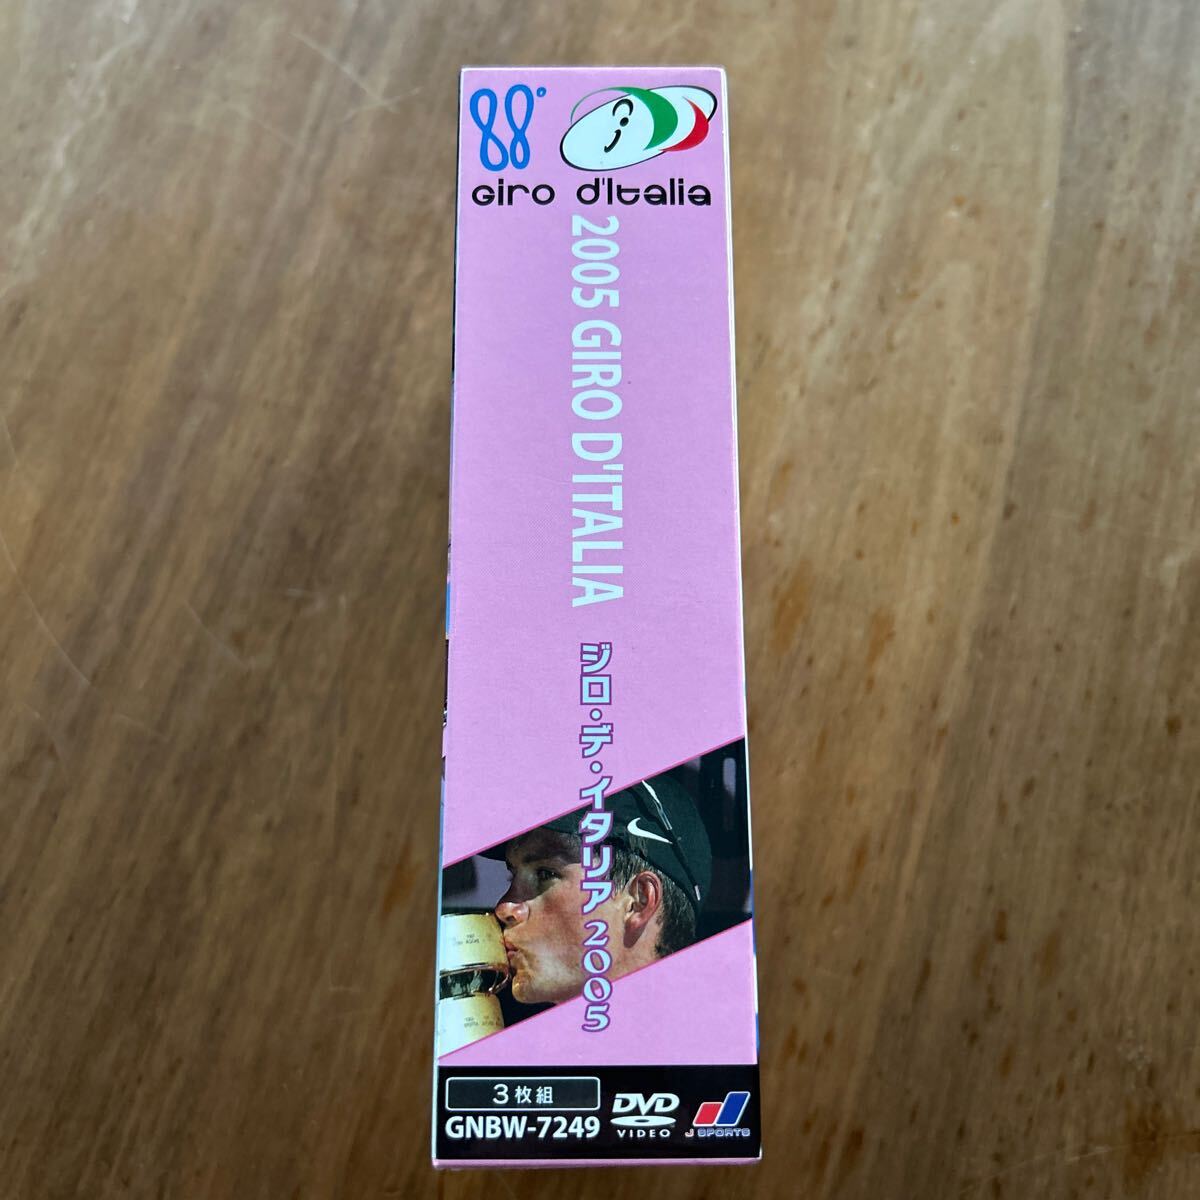 88°
Giro d'Italia
2005 GIRO D'ITALIA
ジロ・デ・イタリア2005
3枚組
GNBW-7249
DVD
VIDEO
J SPORTS